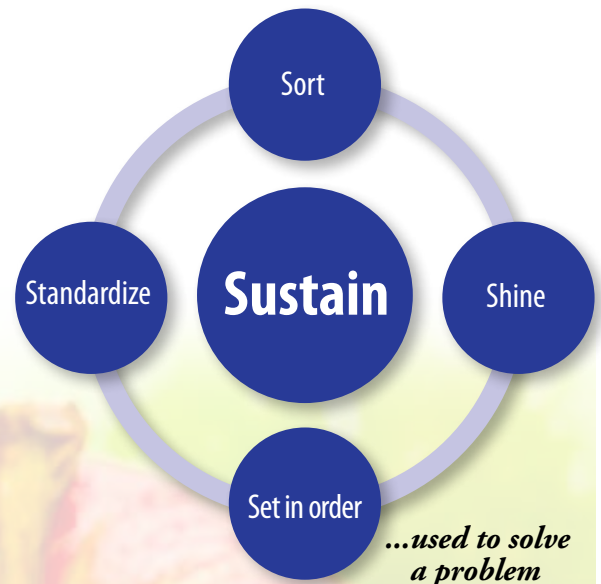 Sort
Standardize
Sustain
Shine
Set in order
...used to solve
a problem